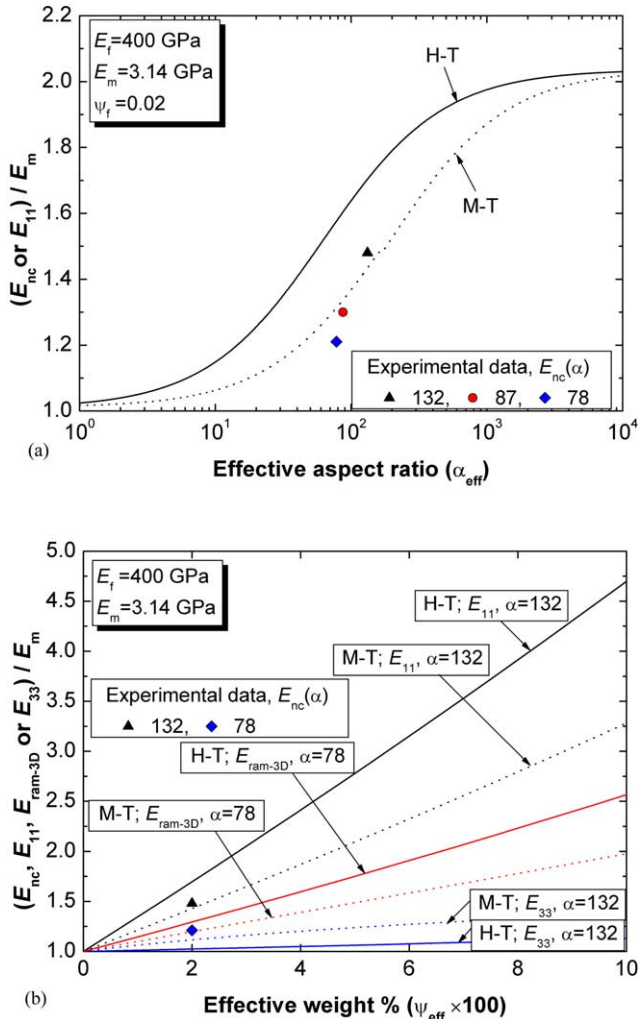 E_f=400 GPa
E_m=3.14 GPa
ψ_f=0.02
H-T
M-T
(E_nc or E_11) / E_m
2.2
2.0
1.8
1.6
1.4
1.2
1.0
Experimental data, E_nc(α)
▲ 132, ● 87, ◆ 78
10^0 10^1 10^2 10^3 10^4
(a)
Effective aspect ratio (α_eff)
E_f =400 GPa
E_m=3.14 GPa
H-T; E_11, α=132
M-T; E_11, α=132
Experimental data, E_nc(α)
▲ 132, ◆ 78
H-T; E_ram-3D, α=78
M-T; E_ram-3D, α=78
M-T; E_33, α=132
H-T; E_33, α=132
(E_nc, E_11, E_ram-3D or E_33) / E_m
5.0
4.5
4.0
3.5
3.0
2.5
2.0
1.5
1.0
0 2 4 6 8 10
(b)
Effective weight % (ψ_eff ×100)